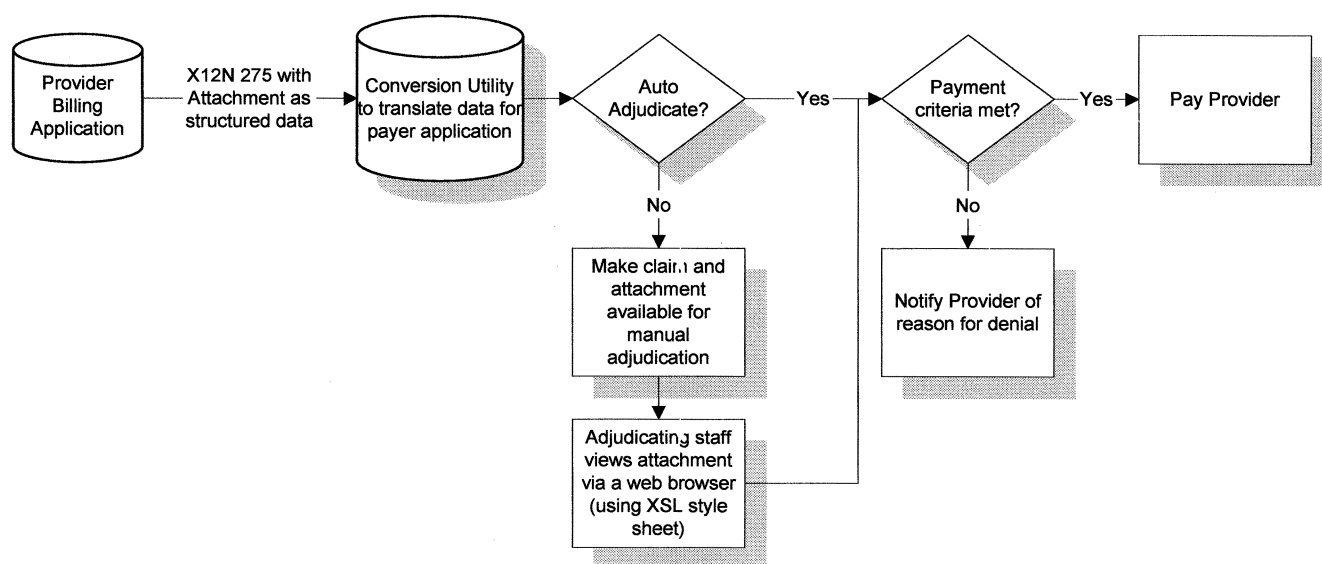 Provider
Billing
Application
X12N 275 with
Attachment as
structured data
Conversion Utility
to translate data for
payer application
Auto
Adjudicate?
Yes
Payment
criteria met?
Yes
Pay Provider
No
Make claim and
attachment
available for
manual
adjudication
No
Notify Provider of
reason for denial
Adjudicating staff
views attachment
via a web browser
(using XSL style
sheet)